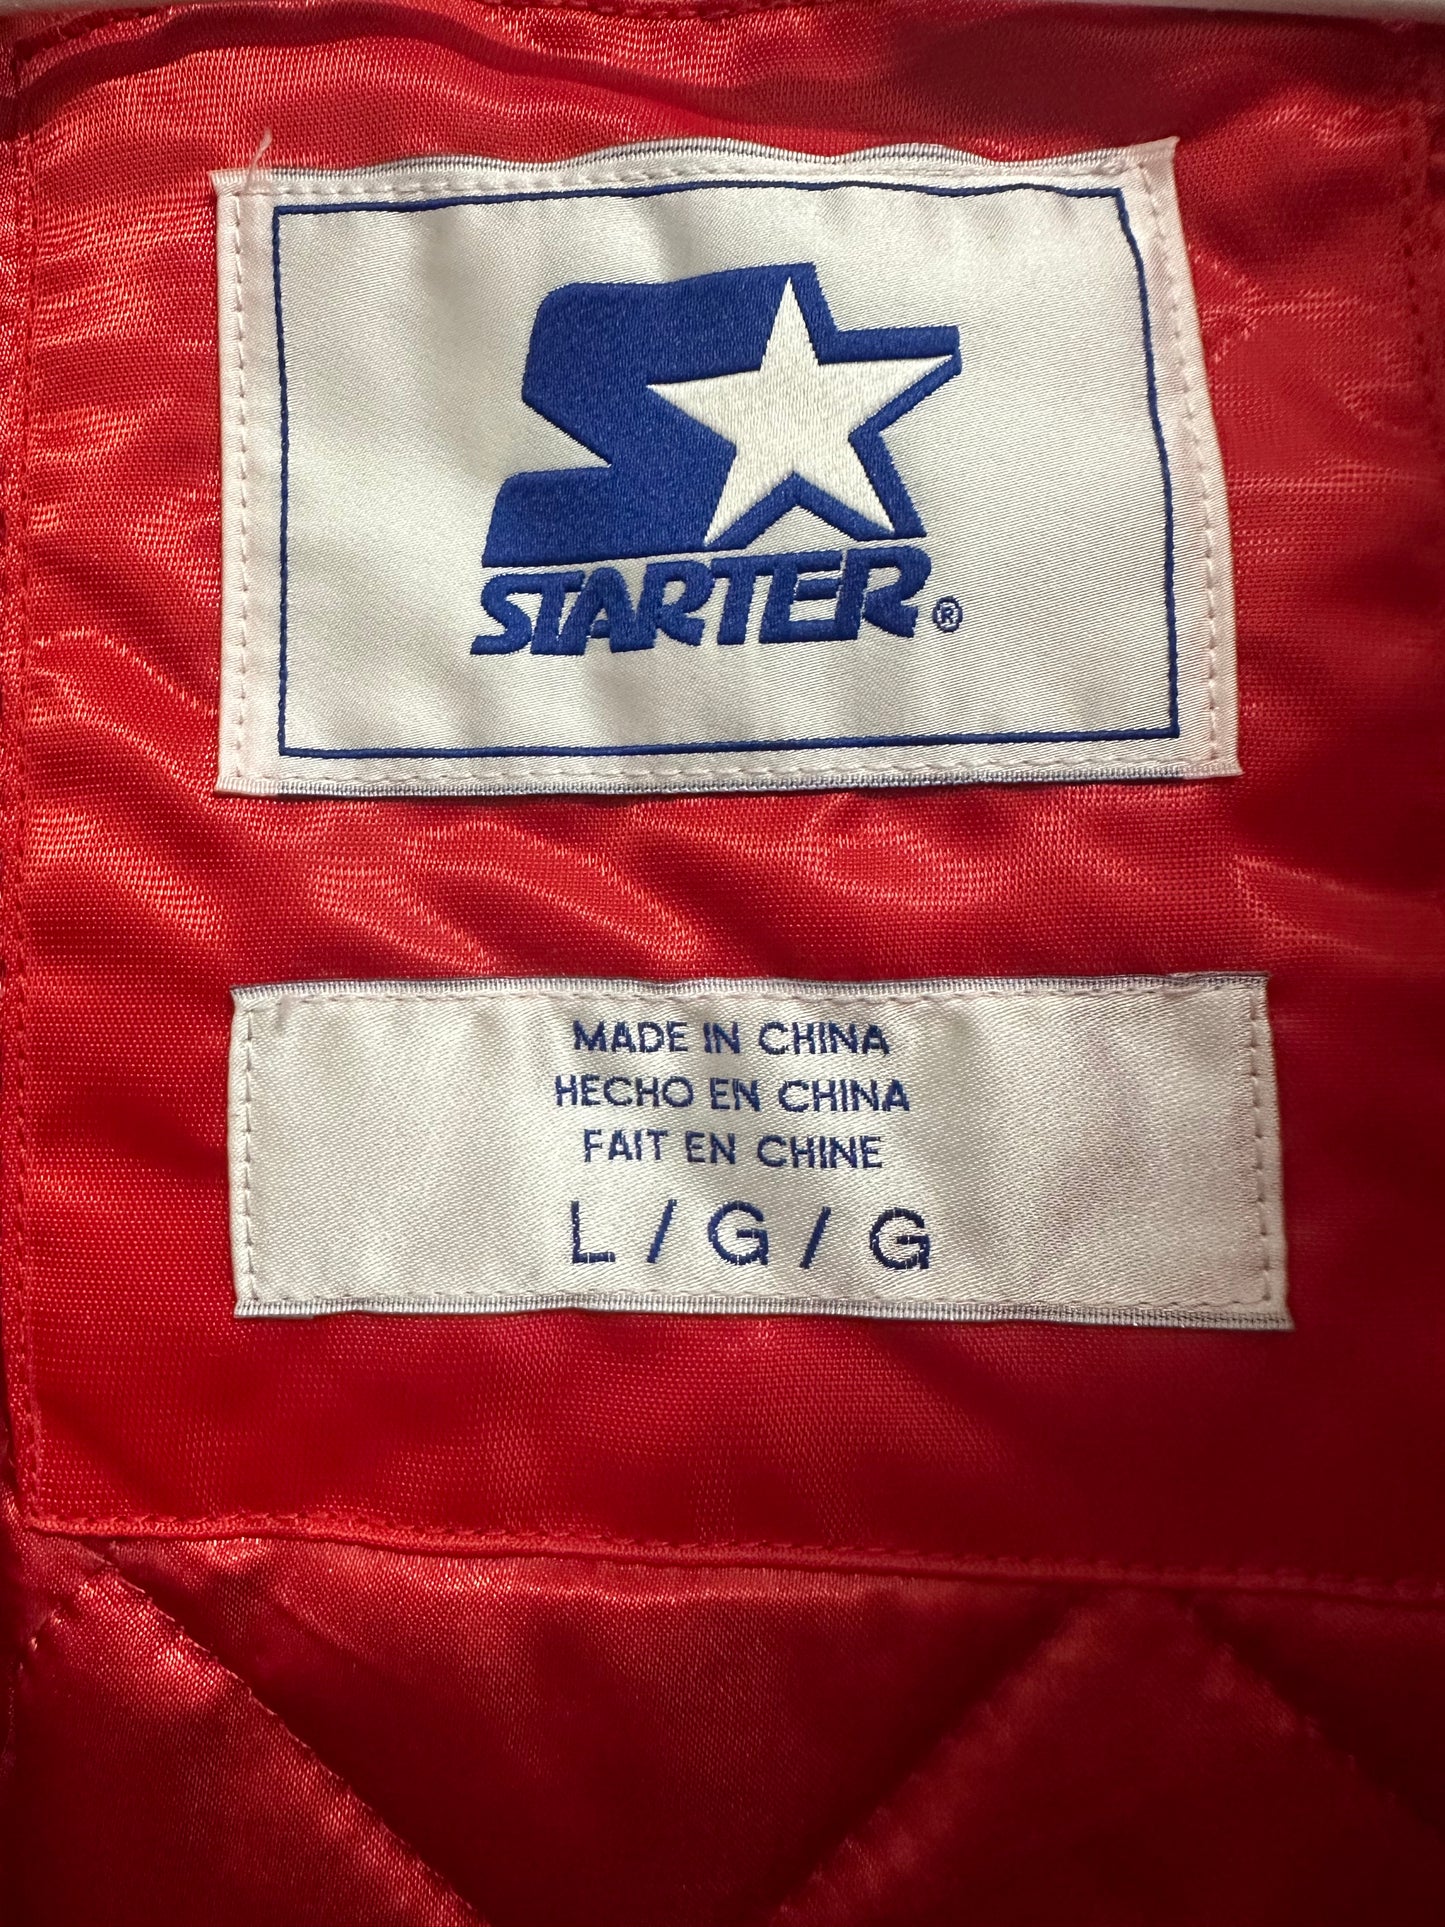 STARTER®
MADE IN CHINA
HECHO EN CHINA
FAIT EN CHINE
L / G / G